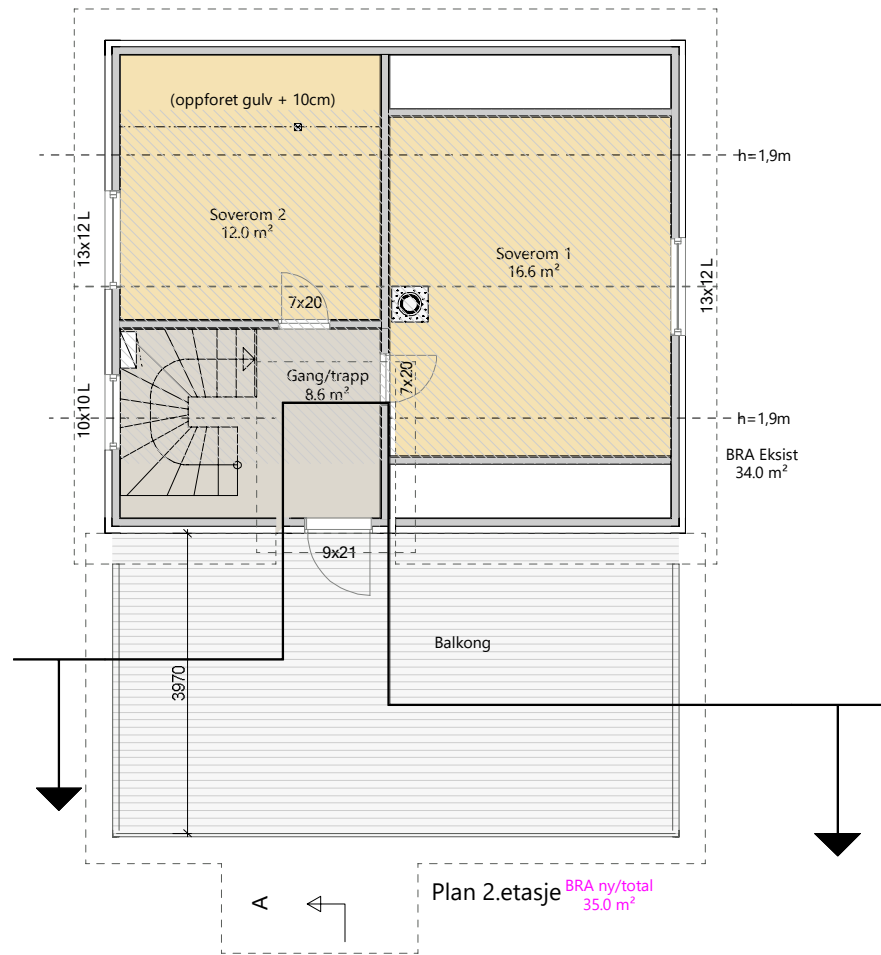 (oppforet gulv + 10cm)
h=1,9m
Soverom 2
12.0 m²
13x12 L
Soverom 1
16.6 m²
13x12 L
7x20
7x20
Gang/trapp
8.6 m²
10x10 L
h=1,9m
BRA Eksist
34.0 m²
9x21
Balkong
3970
Plan 2.etasje
BRA ny/total
35.0 m²
A